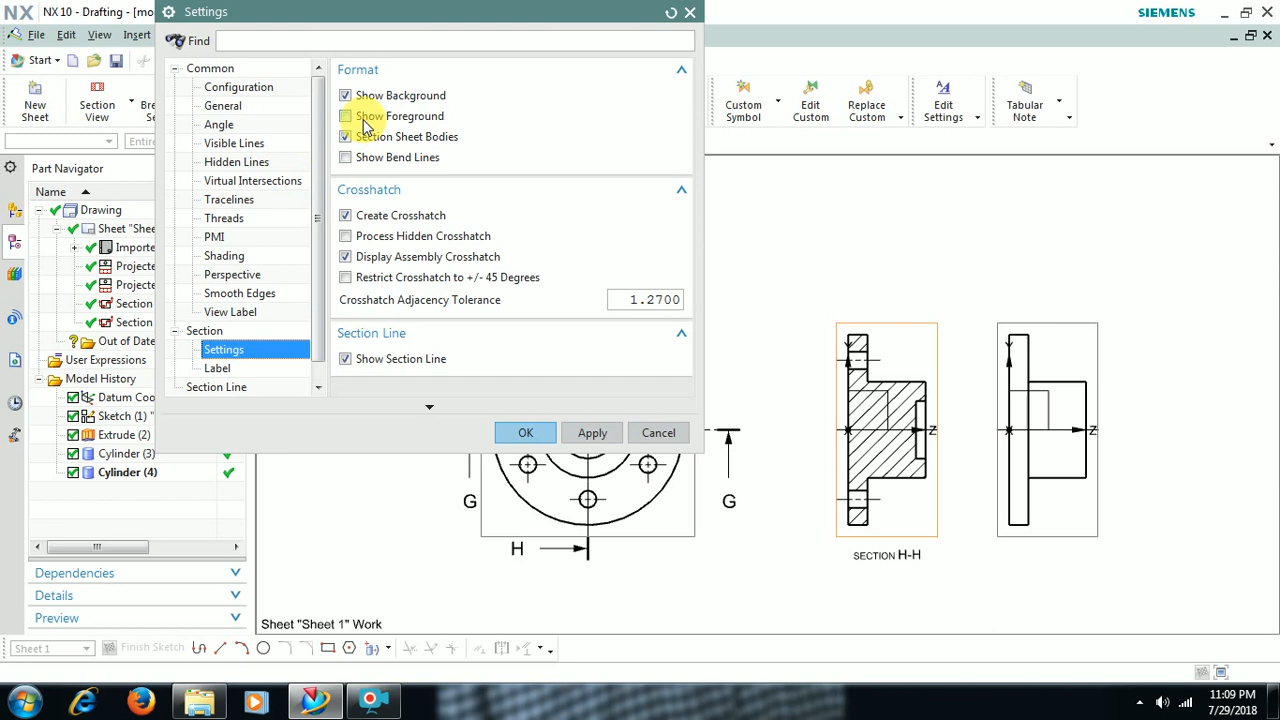 NX
NX 10 - Drafting - [mo
SIEMENS
File Edit View Insert
Start
New Sheet
Section View
Bre
Se
Entire
Custom Symbol
Edit Custom
Replace Custom
Edit Settings
Tabular Note
Settings
Find
Common
Configuration
General
Angle
Visible Lines
Hidden Lines
Virtual Intersections
Tracelines
Threads
PMI
Shading
Perspective
Smooth Edges
View Label
Section
Settings
Label
Section Line
Format
Show Background
Show Foreground
Section Sheet Bodies
Show Bend Lines
Crosshatch
Create Crosshatch
Process Hidden Crosshatch
Display Assembly Crosshatch
Restrict Crosshatch to +/- 45 Degrees
Crosshatch Adjacency Tolerance 1.2700
Section Line
Show Section Line
OK Apply Cancel
Part Navigator
Name
Drawing
Sheet "Shee
Importe
Projecte
Projecte
Section
Section
Out of Date
User Expressions
Model History
Datum Coo
Sketch (1) "
Extrude (2)
Cylinder (3)
Cylinder (4)
Dependencies
Details
Preview
G G
H
X Z
X Z
SECTION H-H
Sheet "Sheet 1" Work
Sheet 1
Finish Sketch
11:09 PM
7/29/2018